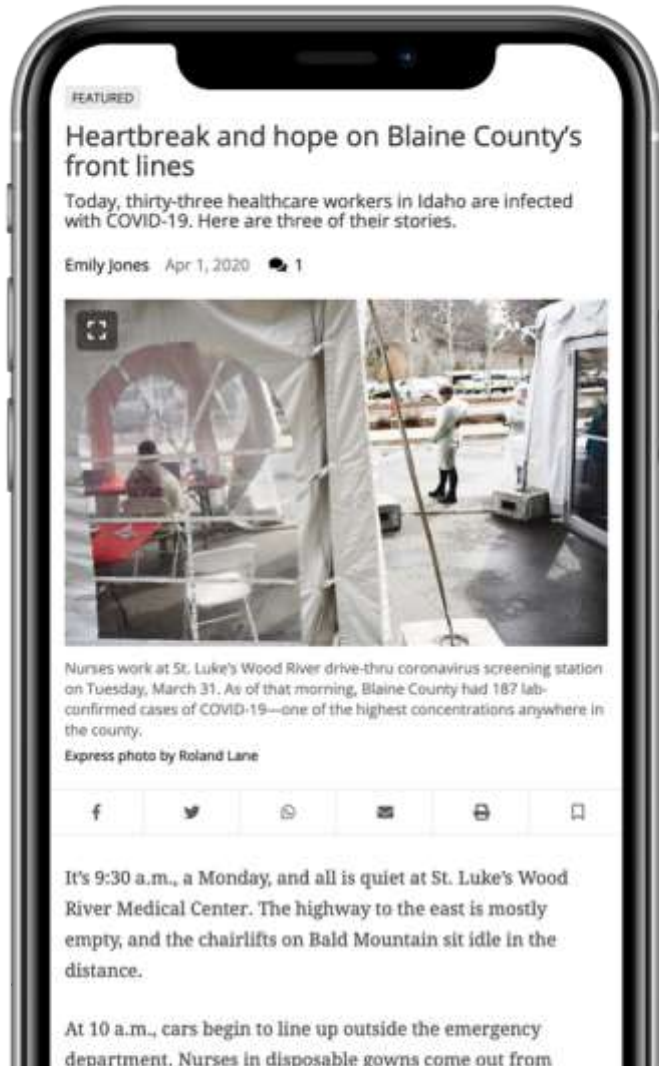 FEATURED
Heartbreak and hope on Blaine County's
front lines
Today, thirty-three healthcare workers in Idaho are infected
with COVID-19. Here are three of their stories.
Emily Jones Apr 1, 2020 1
Nurses work at St. Luke's Wood River drive-thru coronavirus screening station
on Tuesday, March 31. As of that morning, Blaine County had 187 lab-
confirmed cases of COVID-19—one of the highest concentrations anywhere in
the county.
Express photo by Roland Lane
It's 9:30 a.m., a Monday, and all is quiet at St. Luke's Wood
River Medical Center. The highway to the east is mostly
empty, and the chairlifts on Bald Mountain sit idle in the
distance.
At 10 a.m., cars begin to line up outside the emergency
department. Nurses in disposable gowns come out from